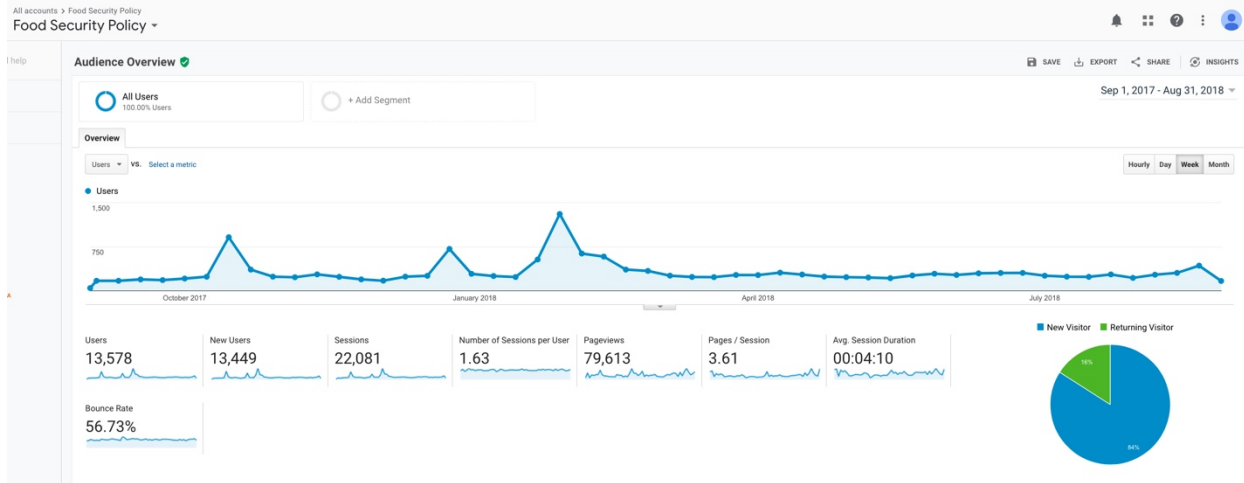 All accounts > Food Security Policy
Food Security Policy
help
Audience Overview
SAVE EXPORT SHARE INSIGHTS
All Users
100.00% Users
+ Add Segment
Sep 1, 2017 - Aug 31, 2018
Overview
Users VS. Select a metric
Hourly Day Week Month
Users
1,500
750
October 2017 January 2018 April 2018 July 2018
New Visitor Returning Visitor
Users New Users Sessions Number of Sessions per User Pageviews Pages / Session Avg. Session Duration
13,578 13,449 22,081 1.63 79,613 3.61 00:04:10
16%
84%
Bounce Rate
56.73%